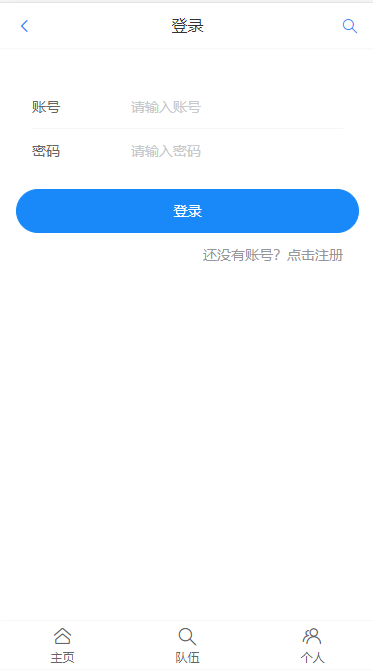 登录
账号 请输入账号
密码 请输入密码
登录
还没有账号？点击注册
主页 队伍 个人